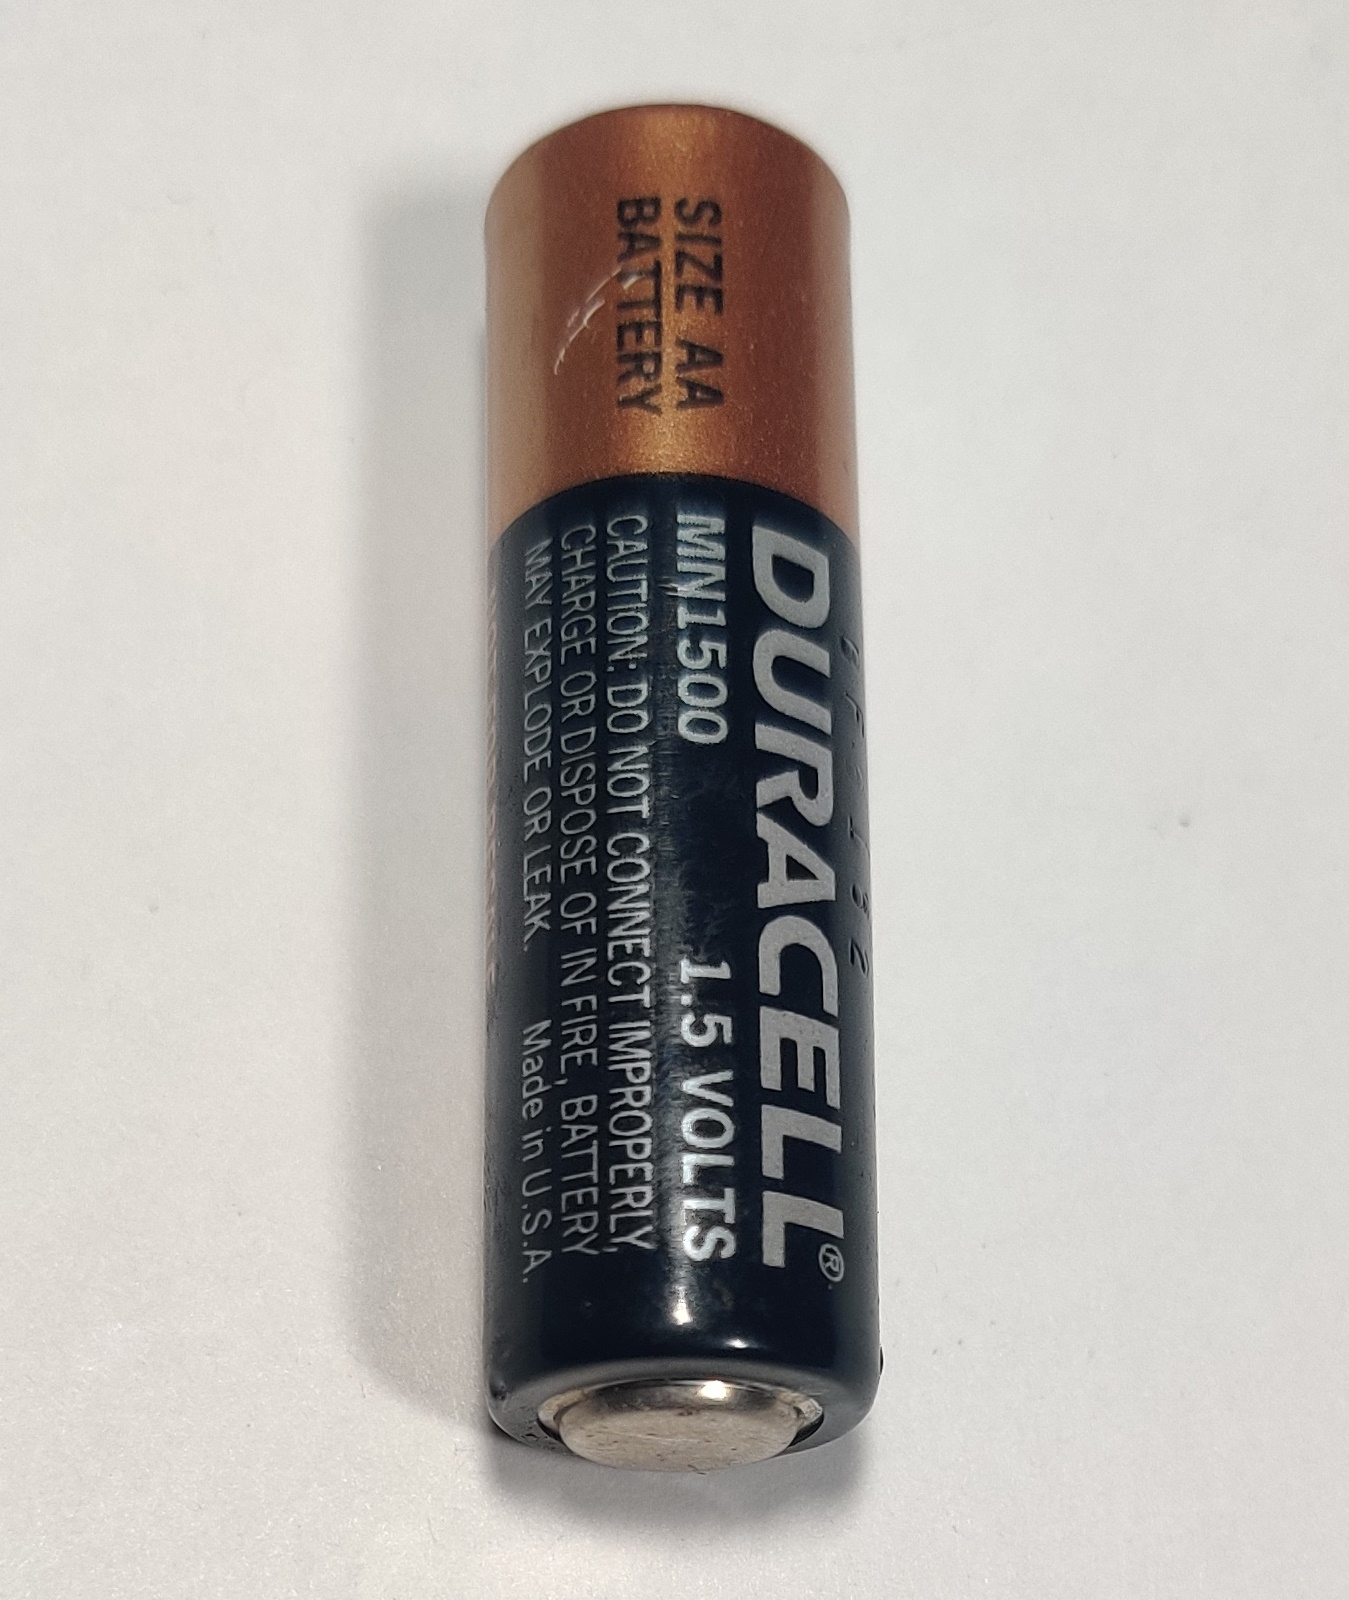 SIZE AA
BATTERY
DURACELL®
MN1500 1.5 VOLTS
CAUTION: DO NOT CONNECT IMPROPERLY,
CHARGE OR DISPOSE OF IN FIRE, BATTERY
MAY EXPLODE OR LEAK. Made in U.S.A.